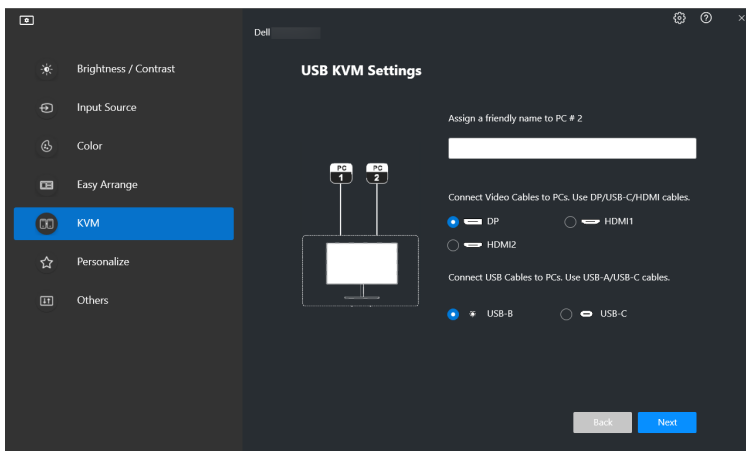 Dell
Brightness / Contrast
Input Source
Color
Easy Arrange
KVM
Personalize
Others
USB KVM Settings
PC
1
PC
2
Assign a friendly name to PC # 2
Connect Video Cables to PCs. Use DP/USB-C/HDMI cables.
DP
HDMI1
HDMI2
Connect USB Cables to PCs. Use USB-A/USB-C cables.
USB-B
USB-C
Back
Next